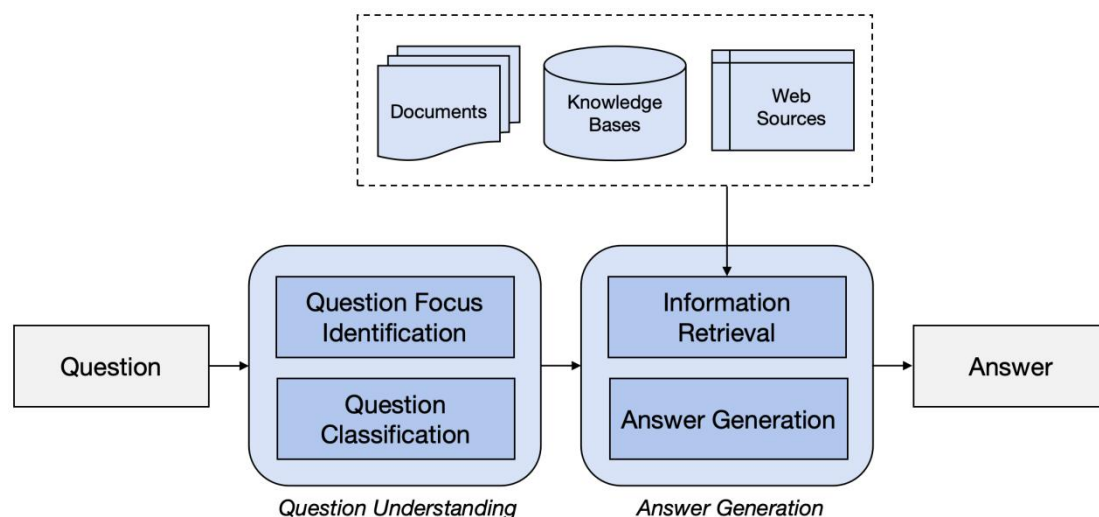 Documents
Knowledge
Bases
Web
Sources
Question Focus
Identification
Information
Retrieval
Question
Answer
Question
Classification
Answer Generation
Question Understanding
Answer Generation